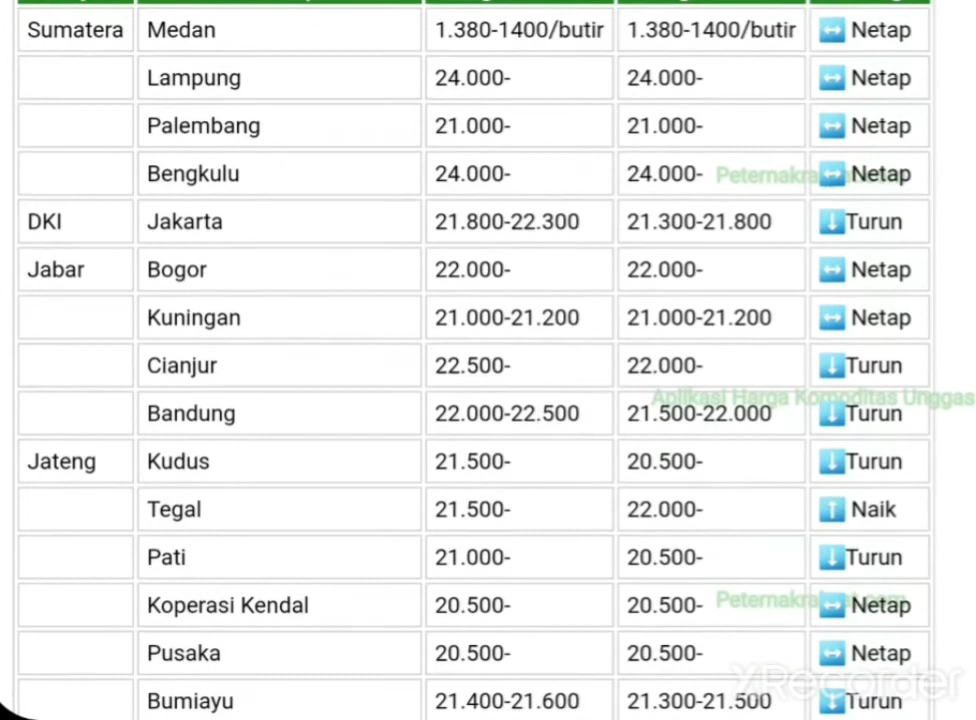 Sumatera Medan 1.380-1400/butir 1.380-1400/butir ↔ Netap
Lampung 24.000- 24.000- ↔ Netap
Palembang 21.000- 21.000- ↔ Netap
Bengkulu 24.000- 24.000- ↔ Netap
DKI Jakarta 21.800-22.300 21.300-21.800 ↓Turun
Jabar Bogor 22.000- 22.000- ↔ Netap
Kuningan 21.000-21.200 21.000-21.200 ↔ Netap
Cianjur 22.500- 22.000- ↓Turun
Aplikasi Harga Komoditas Unggas
Bandung 22.000-22.500 21.500-22.000 ↓Turun
Jateng Kudus 21.500- 20.500- ↓Turun
Tegal 21.500- 22.000- ↑ Naik
Pati 21.000- 20.500- ↓Turun
Koperasi Kendal 20.500- 20.500- ↔ Netap
Pusaka 20.500- 20.500- ↔ Netap
XRecorder
Bumiayu 21.400-21.600 21.300-21.500 ↓Turun